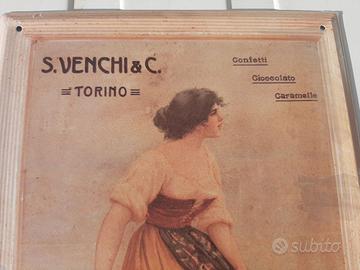 S. VENCHI & C.
TORINO
Confetti
Cioccolato
Caramelle
subito